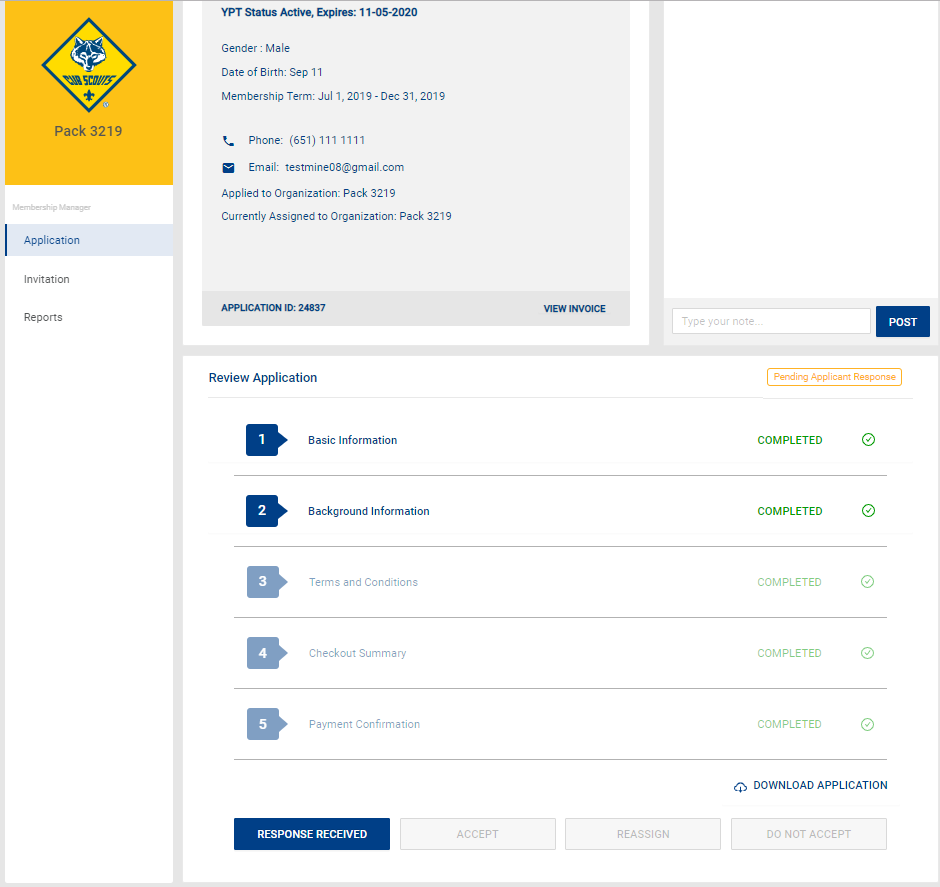 CUB SCOUTS
®
Pack 3219
Membership Manager
Application
Invitation
Reports
YPT Status Active, Expires: 11-05-2020
Gender : Male
Date of Birth: Sep 11
Membership Term: Jul 1, 2019 - Dec 31, 2019
Phone: (651) 111 1111
Email: testmine08@gmail.com
Applied to Organization: Pack 3219
Currently Assigned to Organization: Pack 3219
APPLICATION ID: 24837 VIEW INVOICE
Type your note... POST
Review Application Pending Applicant Response
1 Basic Information COMPLETED
2 Background Information COMPLETED
3 Terms and Conditions COMPLETED
4 Checkout Summary COMPLETED
5 Payment Confirmation COMPLETED
DOWNLOAD APPLICATION
RESPONSE RECEIVED ACCEPT REASSIGN DO NOT ACCEPT